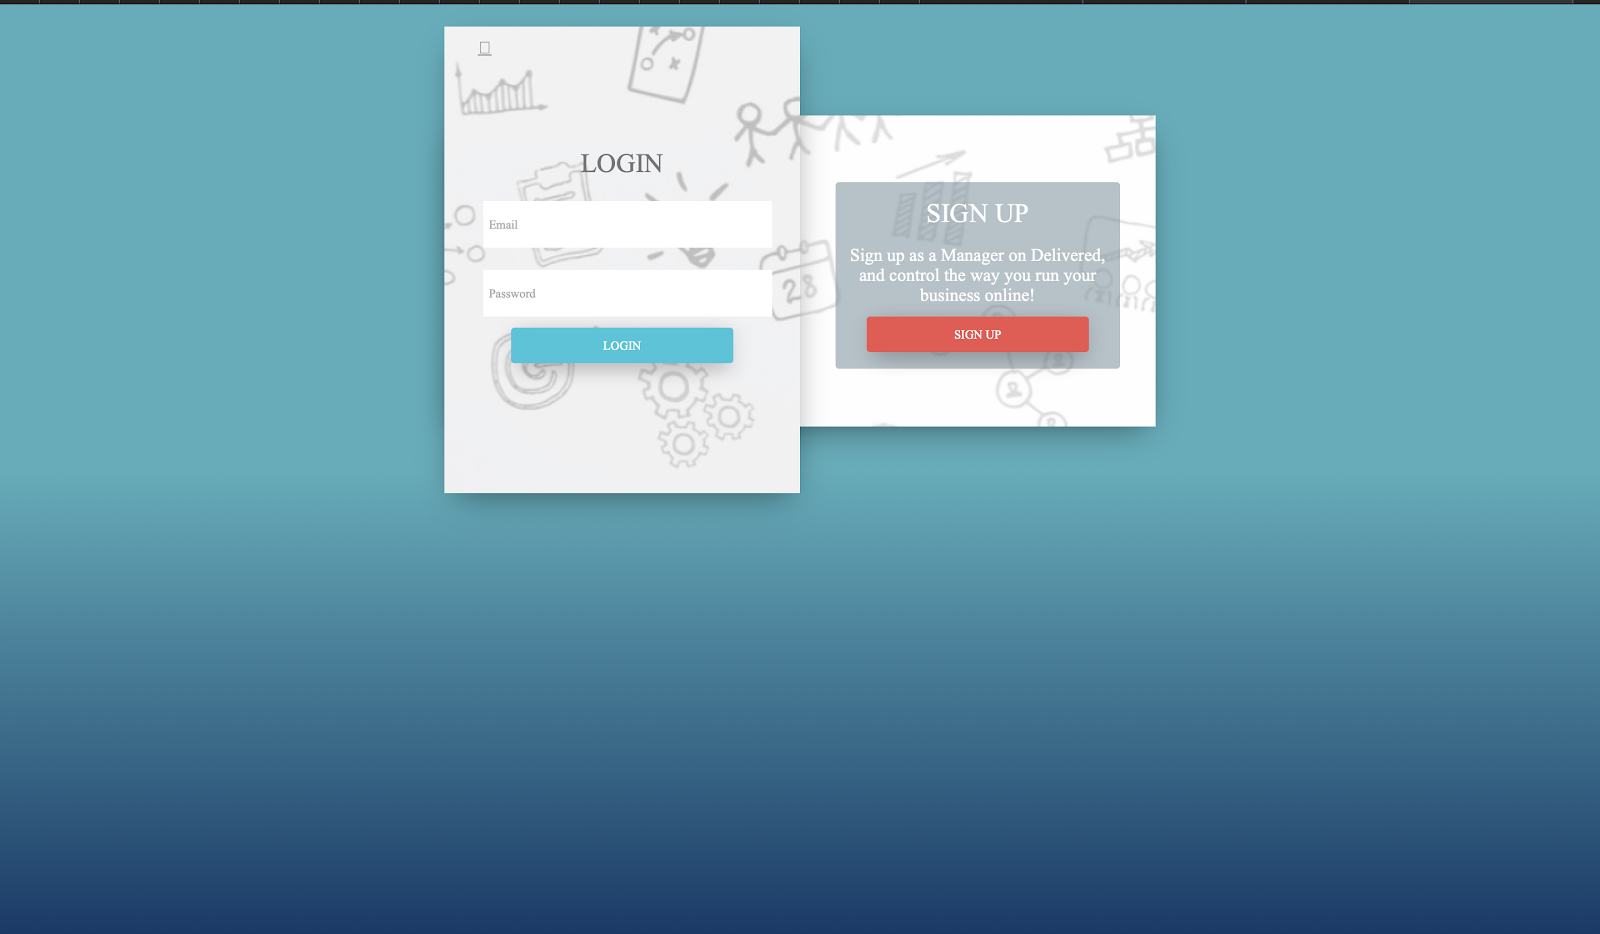 LOGIN
Email
Password
LOGIN
28
SIGN UP
Sign up as a Manager on Delivered,
and control the way you run your
business online!
SIGN UP